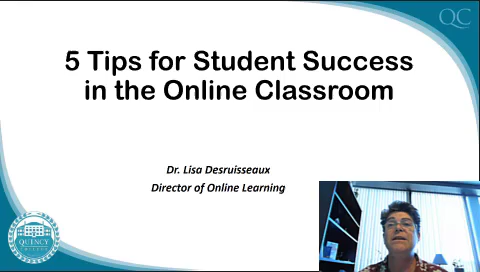 QC
5 Tips for Student Success
in the Online Classroom
Dr. Lisa Desruisseaux
Director of Online Learning
QUINCY
COLLEGE